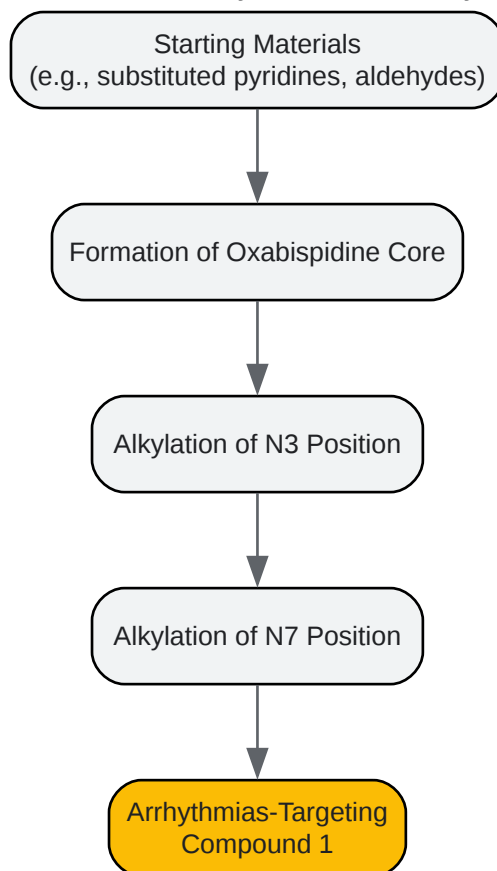 Starting Materials
(e.g., substituted pyridines, aldehydes)
Formation of Oxabispidine Core
Alkylation of N3 Position
Alkylation of N7 Position
Arrhythmias-Targeting
Compound 1